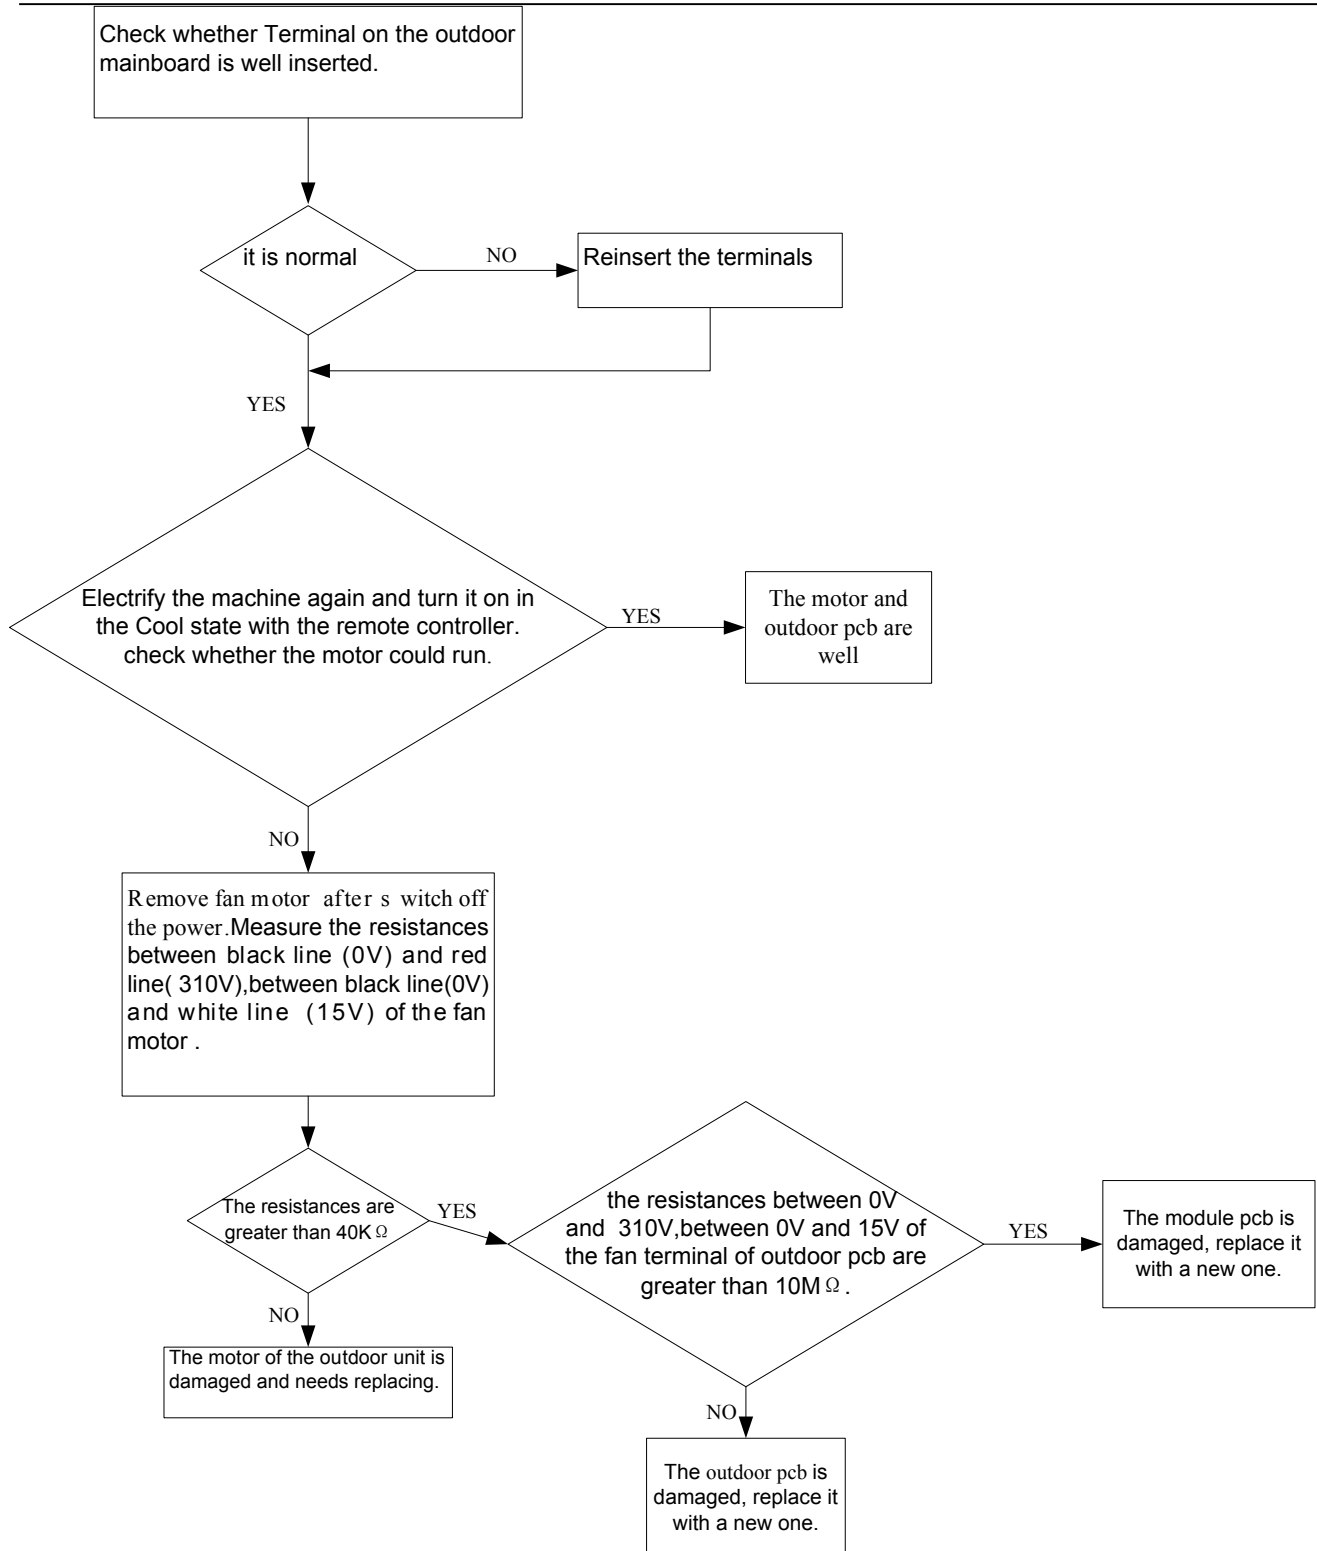 Check whether Terminal on the outdoor
mainboard is well inserted.
it is normal
NO
Reinsert the terminals
YES
Electrify the machine again and turn it on in
the Cool state with the remote controller.
check whether the motor could run.
YES
The motor and
outdoor pcb are
well
NO
Remove fan motor after s witch off
the power.Measure the resistances
between black line (0V) and red
line( 310V),between black line(0V)
and white line (15V) of the fan
motor .
The resistances are
greater than 40KΩ
YES
the resistances between 0V
and 310V,between 0V and 15V of
the fan terminal of outdoor pcb are
greater than 10MΩ.
YES
The module pcb is
damaged, replace it
with a new one.
NO
The motor of the outdoor unit is
damaged and needs replacing.
NO
The outdoor pcb is
damaged, replace it
with a new one.